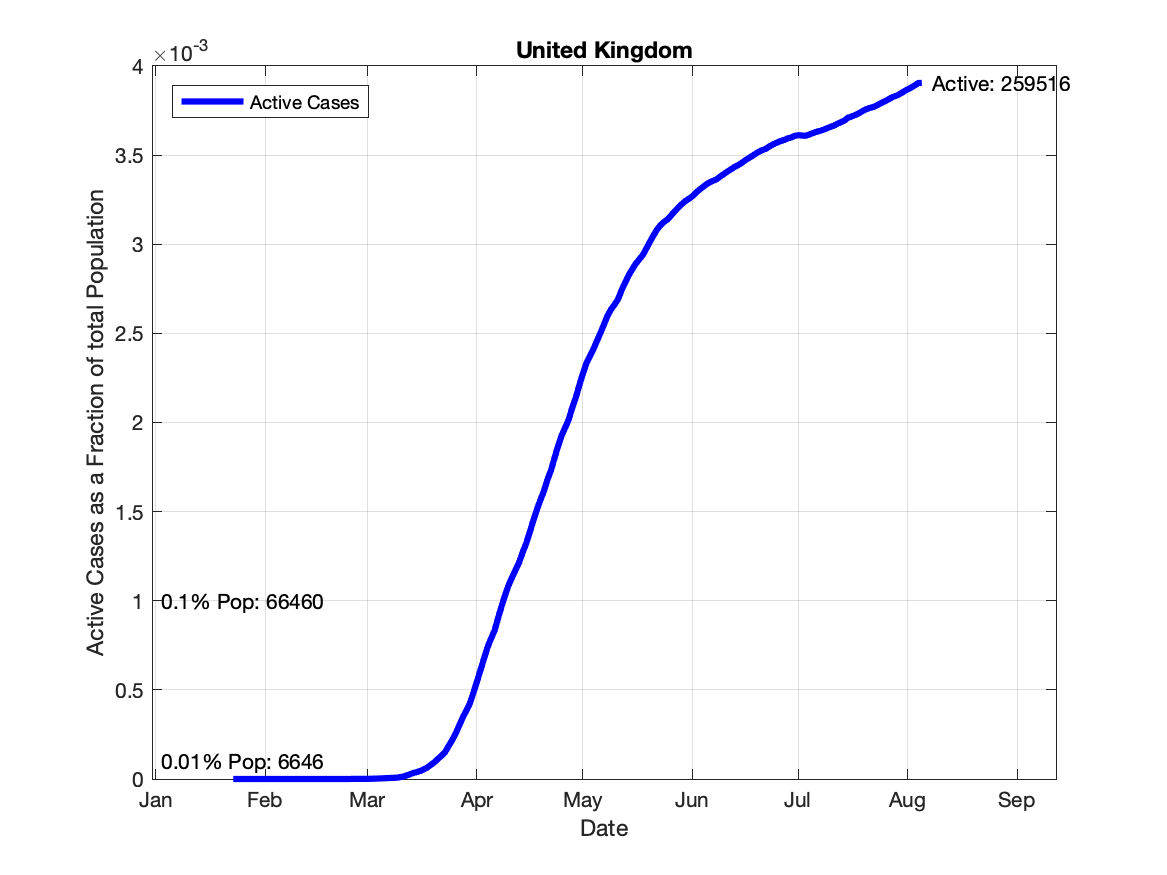 United Kingdom
×10-3
4
3.5
3
2.5
2
1.5
1
0.5
0
Active Cases as a Fraction of total Population
Active Cases
Active: 259516
0.1% Pop: 66460
0.01% Pop: 6646
Jan Feb Mar Apr May Jun Jul Aug Sep
Date